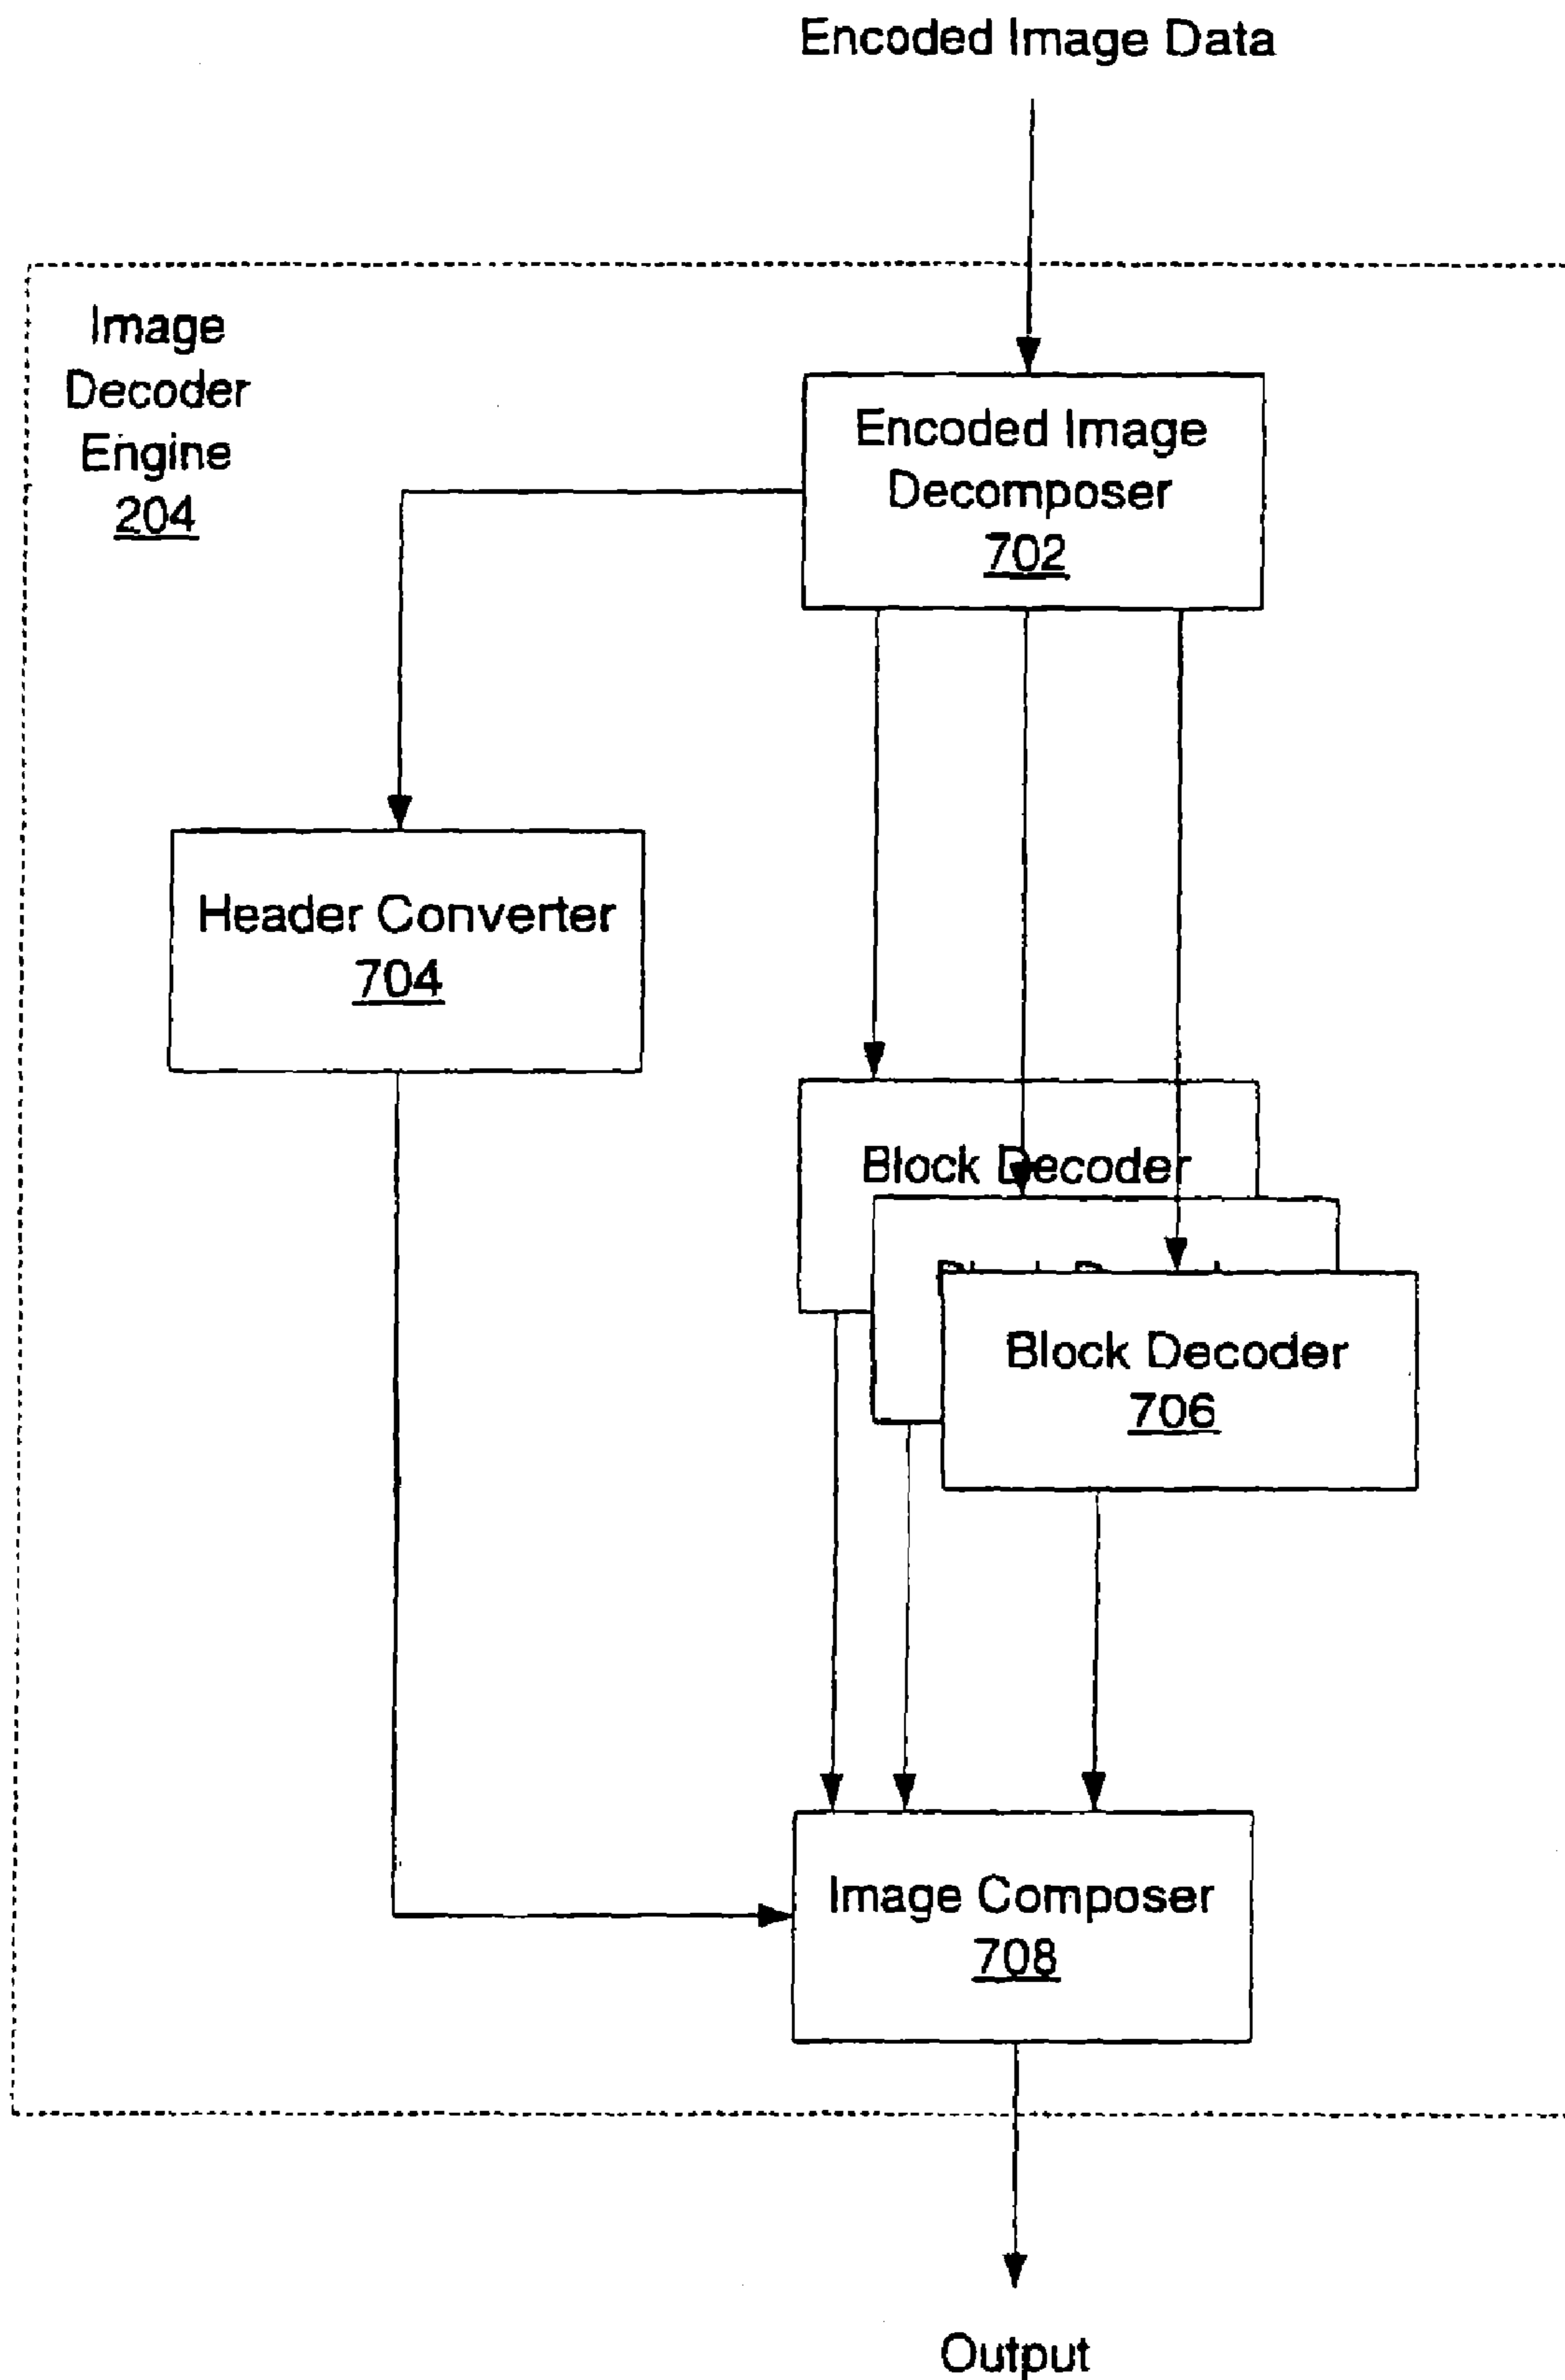 Encoded Image Data
Image
Decoder
Engine
204
Encoded Image
Decomposer
702
Header Converter
704
Block Decoder
Block Decoder
706
Image Composer
708
Output